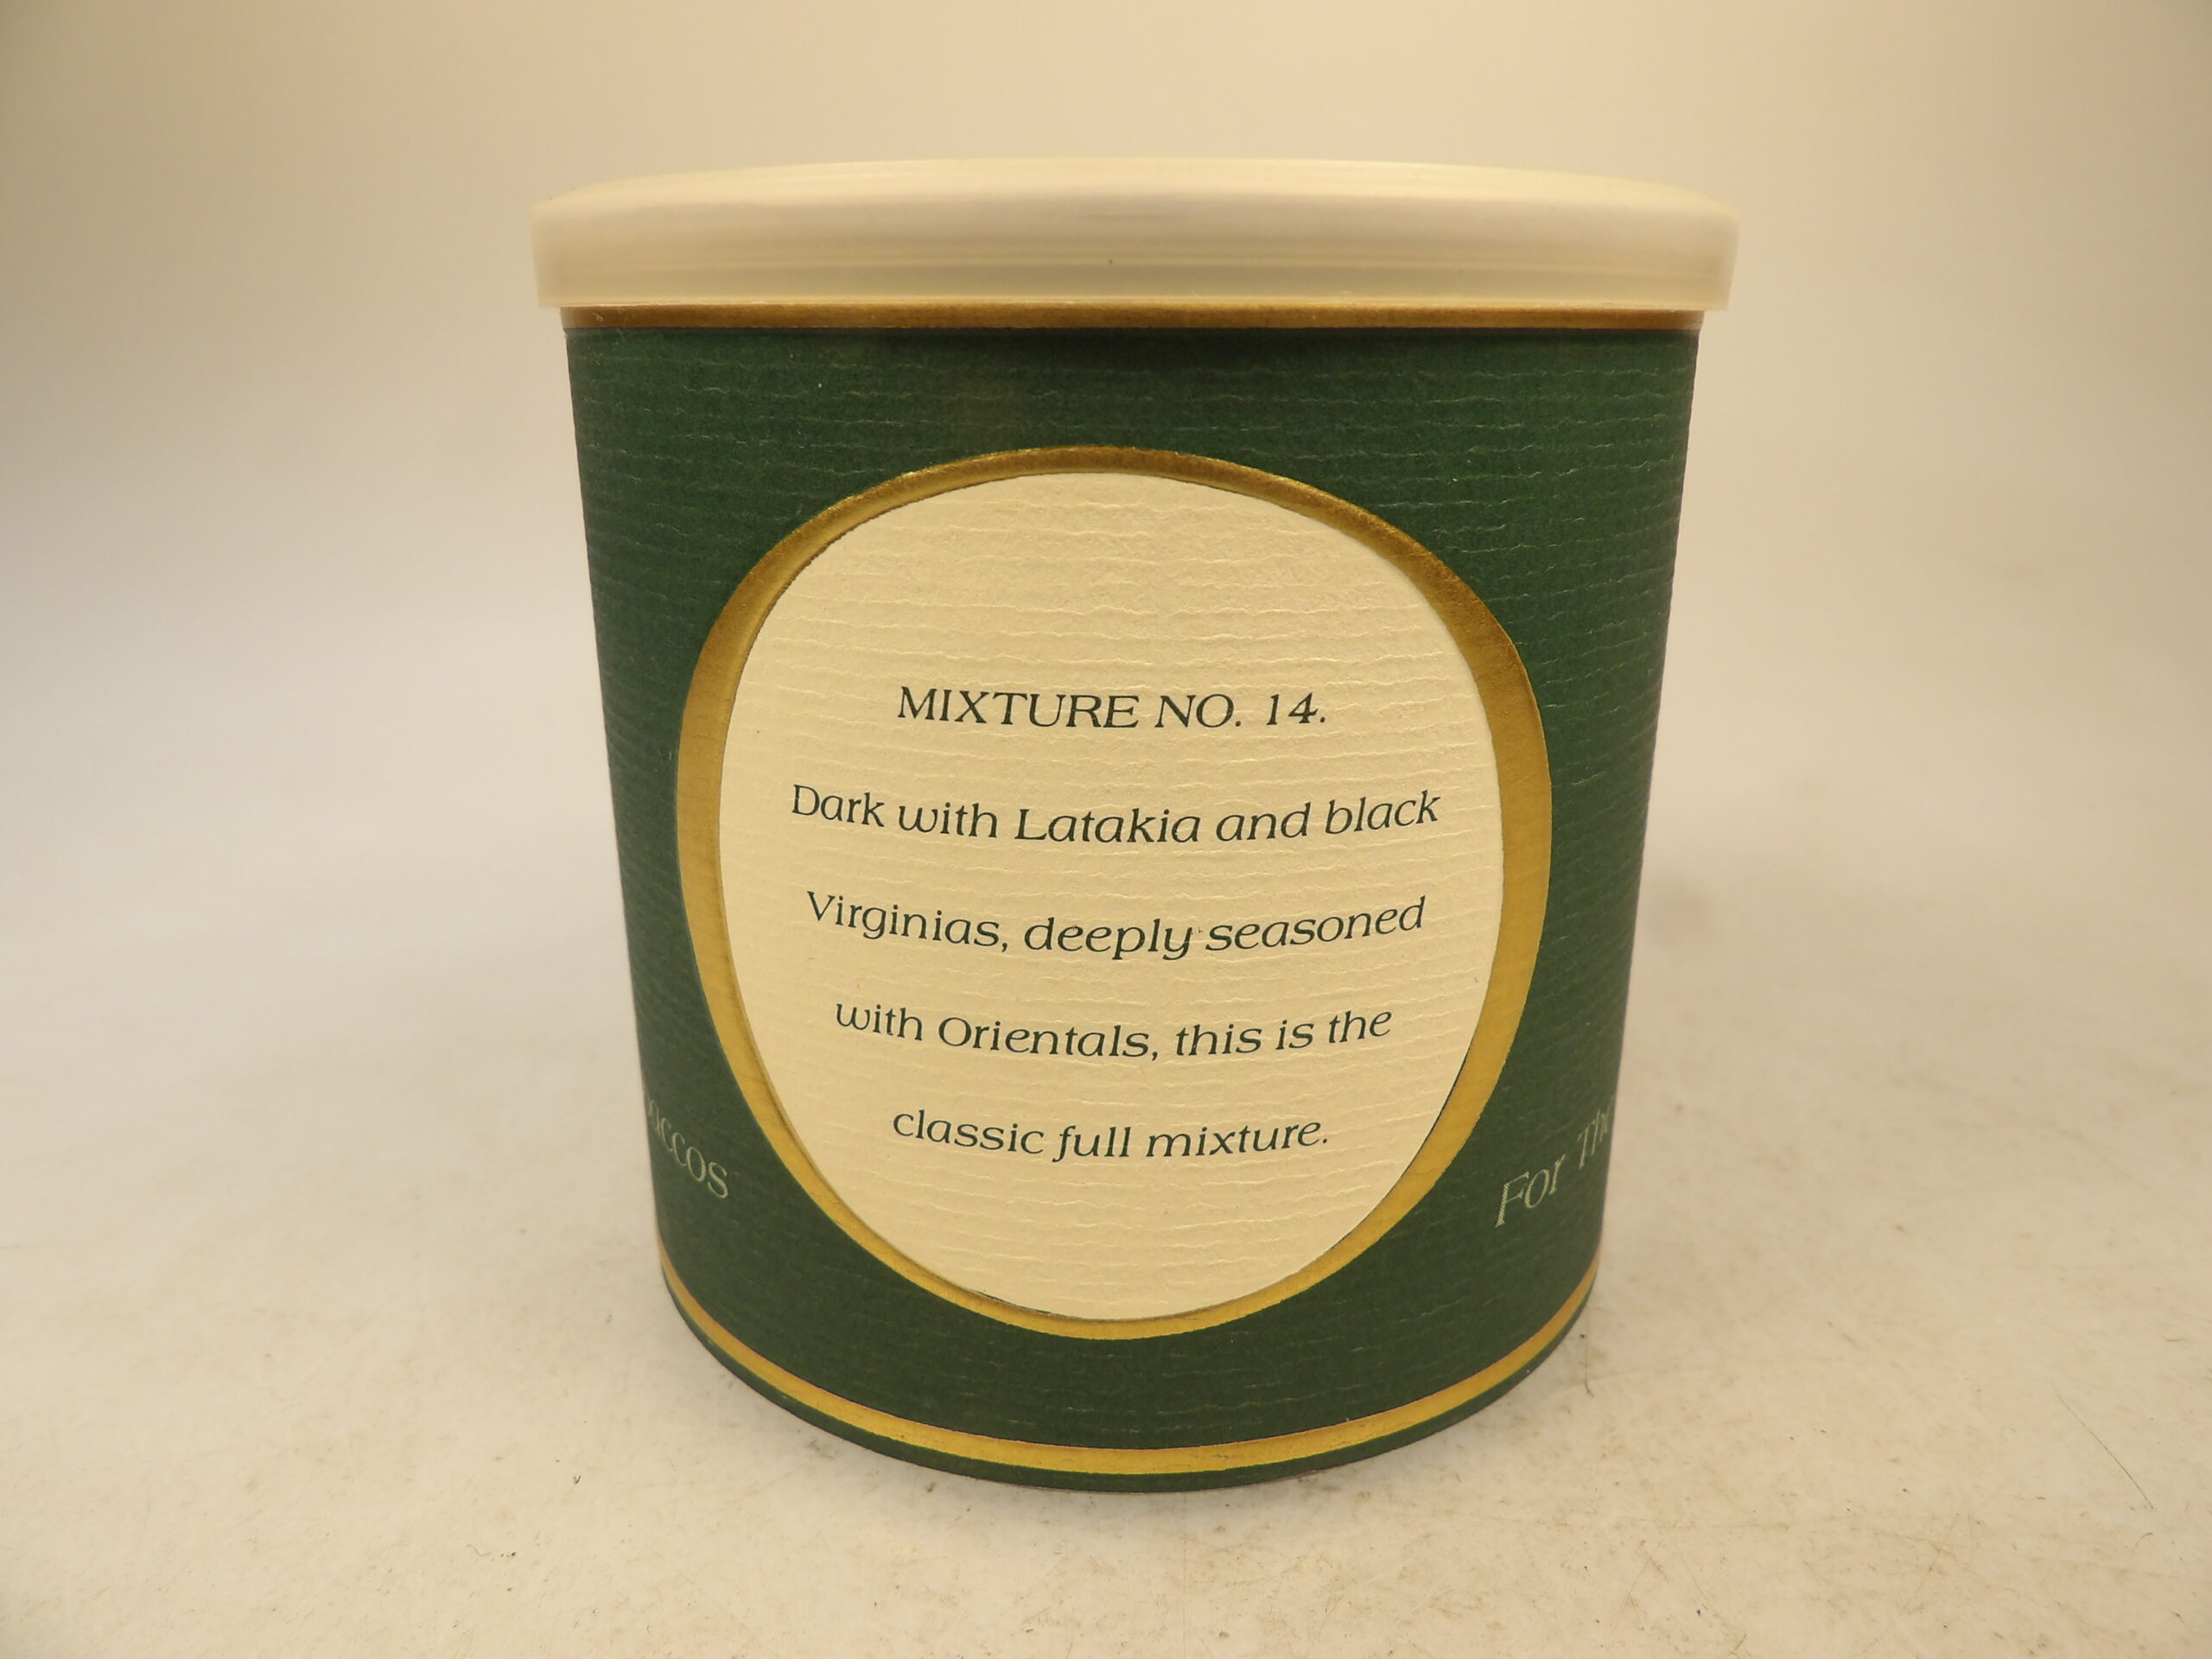 MIXTURE NO. 14.
Dark with Latakia and black
Virginias, deeply seasoned
with Orientals, this is the
classic full mixture.
For